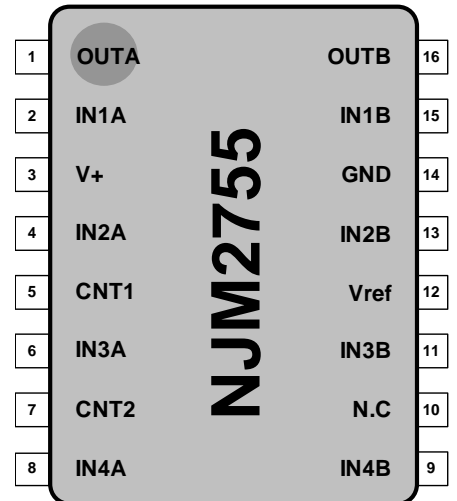 1 OUTA OUTB 16
2 IN1A IN1B 15
3 V+ GND 14
4 IN2A IN2B 13
5 CNT1 Vref 12
6 IN3A IN3B 11
7 CNT2 N.C 10
8 IN4A IN4B 9
NJM2755